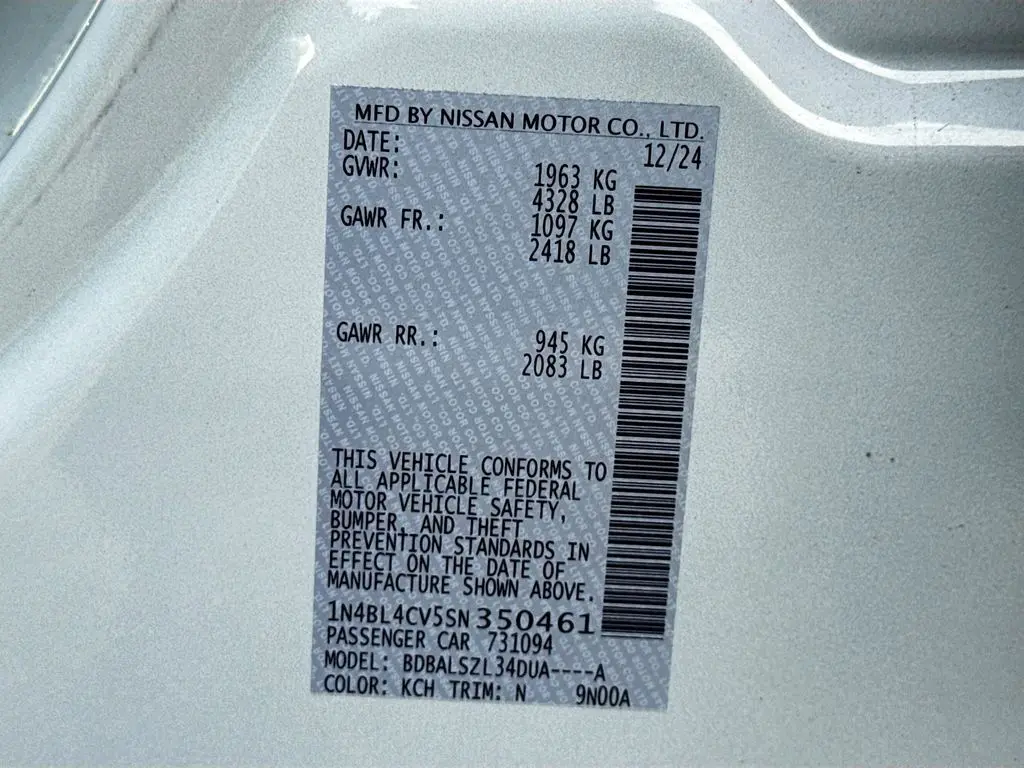 MFD BY NISSAN MOTOR CO., LTD.
DATE: 12/24
GVWR: 1963 KG
4328 LB
GAWR FR.: 1097 KG
2418 LB
GAWR RR.: 945 KG
2083 LB
THIS VEHICLE CONFORMS TO
ALL APPLICABLE FEDERAL
MOTOR VEHICLE SAFETY,
BUMPER, AND THEFT
PREVENTION STANDARDS IN
EFFECT ON THE DATE OF
MANUFACTURE SHOWN ABOVE.
1N4BL4CV5SN350461
PASSENGER CAR 731094
MODEL: BDBALSZL34DUA----A
COLOR: KCH TRIM: N 9N00A